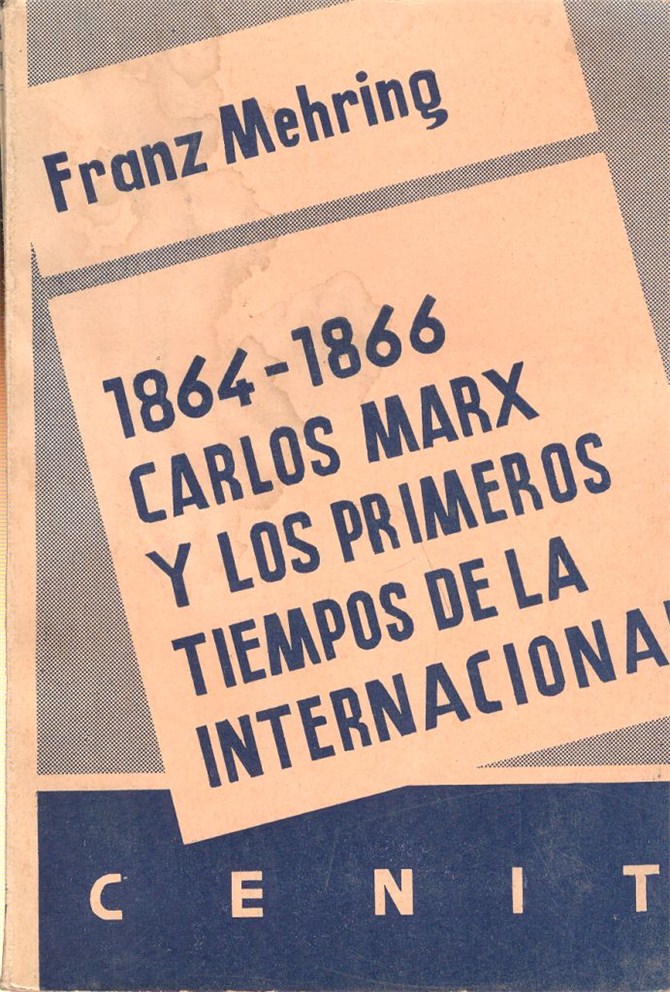 Franz Mehring
1864-1866
CARLOS MARX
Y LOS PRIMEROS
TIEMPOS DE LA
INTERNACIONA
CENIT